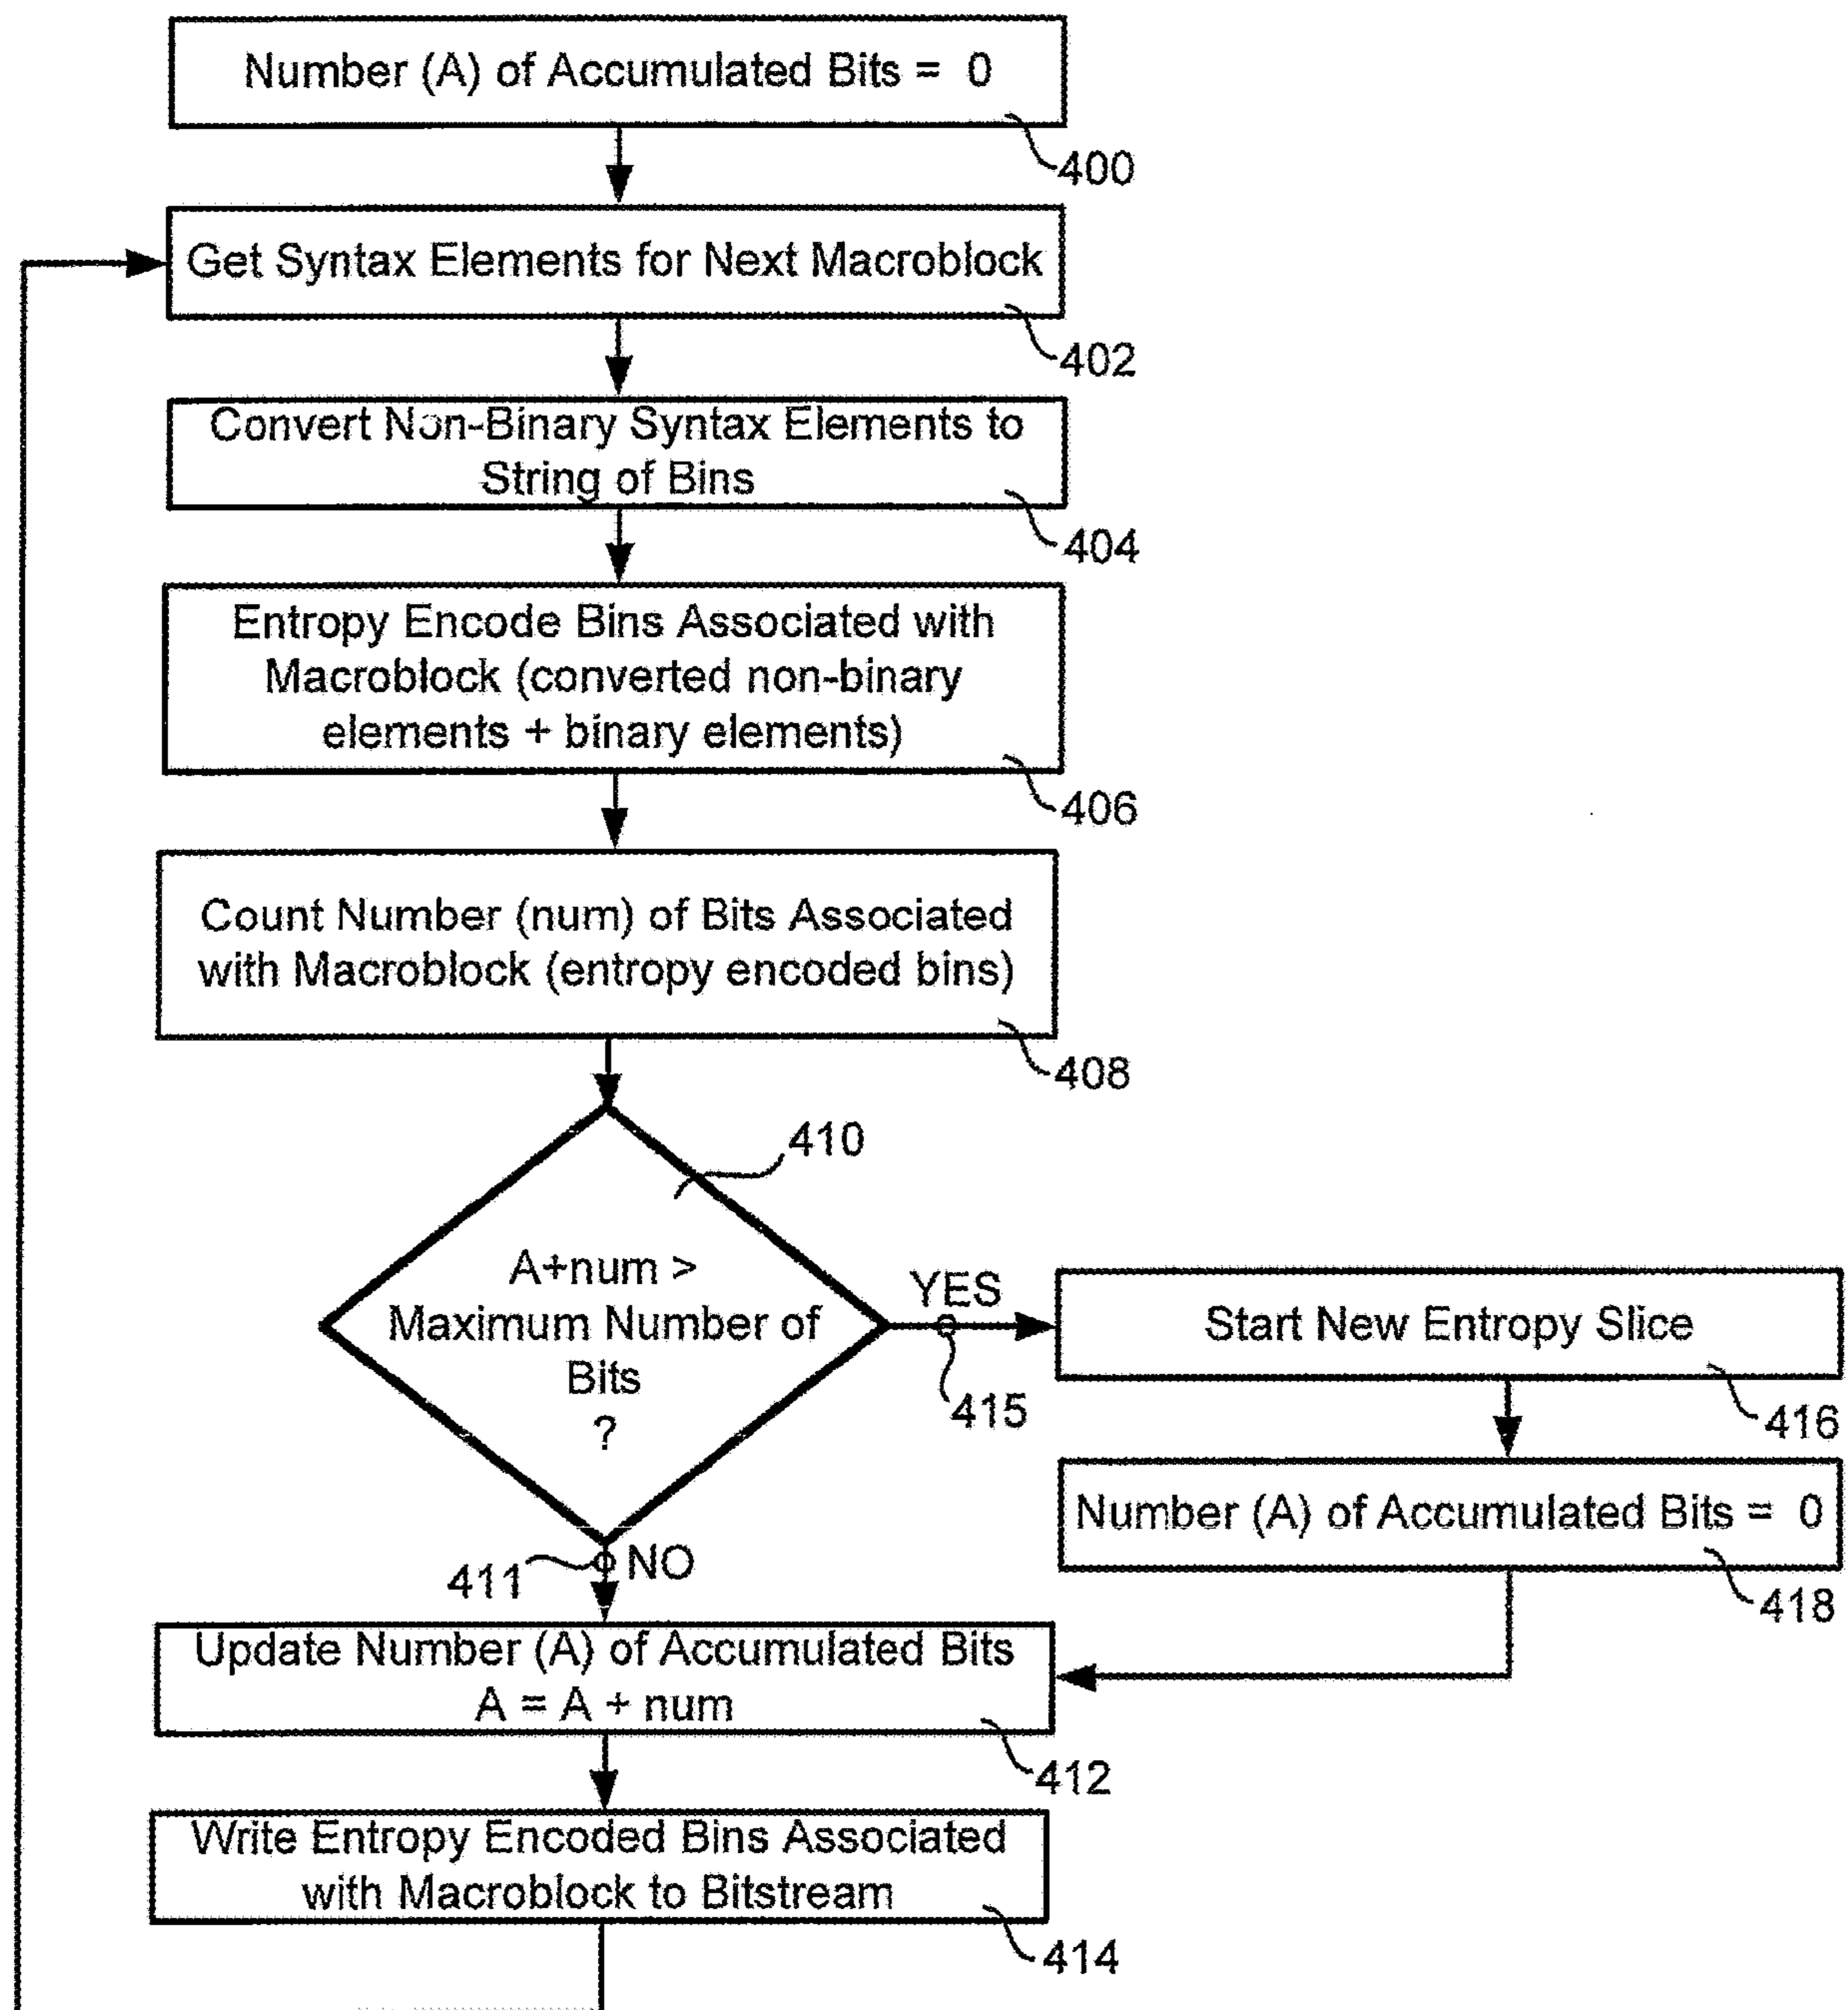 Number (A) of Accumulated Bits = 0
400
Get Syntax Elements for Next Macroblock
402
Convert Non-Binary Syntax Elements to
String of Bins
404
Entropy Encode Bins Associated with
Macroblock (converted non-binary
elements + binary elements)
406
Count Number (num) of Bits Associated
with Macroblock (entropy encoded bins)
408
410
A+num >
Maximum Number of
Bits
?
YES
415
Start New Entropy Slice
416
Number (A) of Accumulated Bits = 0
418
411
NO
Update Number (A) of Accumulated Bits
A = A + num
412
Write Entropy Encoded Bins Associated
with Macroblock to Bitstream
414